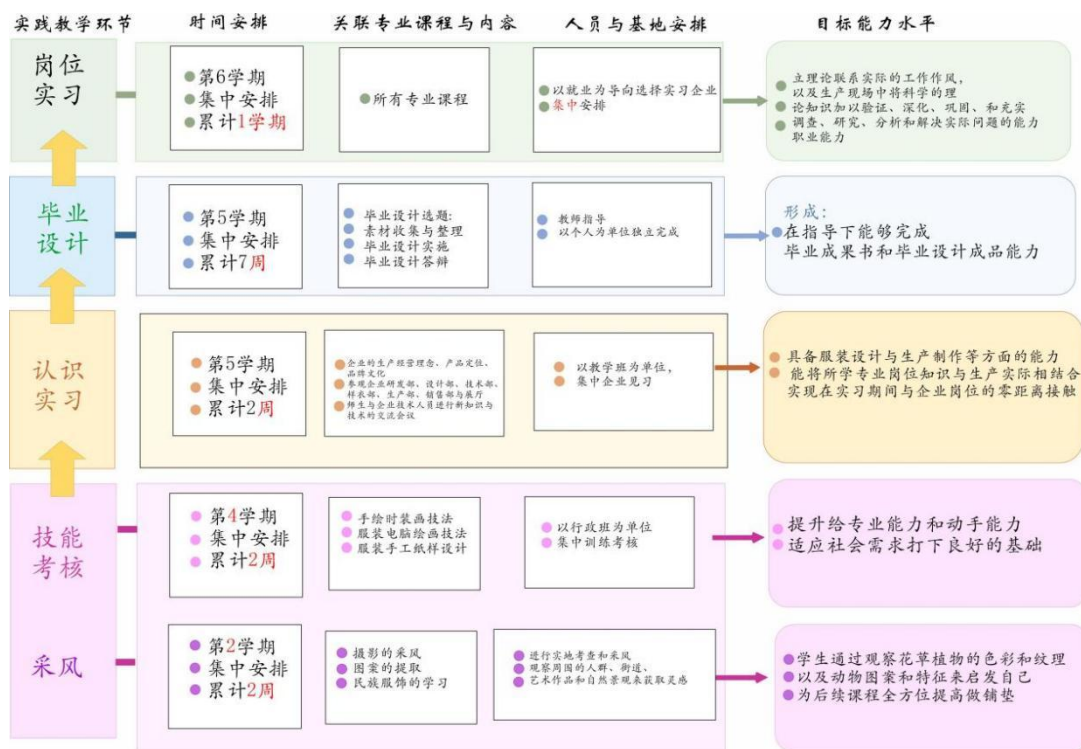 实践教学环节
时间安排
关联专业课程与内容
人员与基地安排
目标能力水平
岗位
实习
第6学期
集中安排
累计1学期
所有专业课程
以就业为导向选择实习企业
集中安排
立理论联系实际的工作作风，
以及生产现场中将科学的理
论知识加以验证、深化、巩固、和充实
调查、研究、分析和解决实际问题的能力
职业能力
毕业
设计
第5学期
集中安排
累计7周
毕业设计选题:
素材收集与整理
毕业设计实施
毕业设计答辩
教师指导
以个人为单位独立完成
形成:
在指导下能够完成
毕业成果书和毕业设计成品能力
认识
实习
第5学期
集中安排
累计2周
企业的生产经营理念、产品定位、
品牌文化
参观企业研发部、设计部、技术部、
样衣部、生产部、销售部与展厅
师生与企业技术人员进行新知识与
技术的交流会议
以教学班为单位，
集中企业见习
具备服装设计与生产制作等方面的能力
能将所学专业岗位知识与生产实际相结合
实现在实习期间与企业岗位的零距离接触
技能
考核
第4学期
集中安排
累计2周
手绘时装画技法
服装电脑绘画技法
服装手工纸样设计
以行政班为单位
集中训练考核
提升给专业能力和动手能力
适应社会需求打下良好的基础
采风
第2学期
集中安排
累计2周
摄影的采风
图案的提取
民族服饰的学习
进行实地考查和采风
观察周围的人群、街道、
艺术作品和自然景观来获取灵感
学生通过观察花草植物的色彩和纹理
以及动物图案和特征来启发自己
为后续课程全方位提高做铺垫